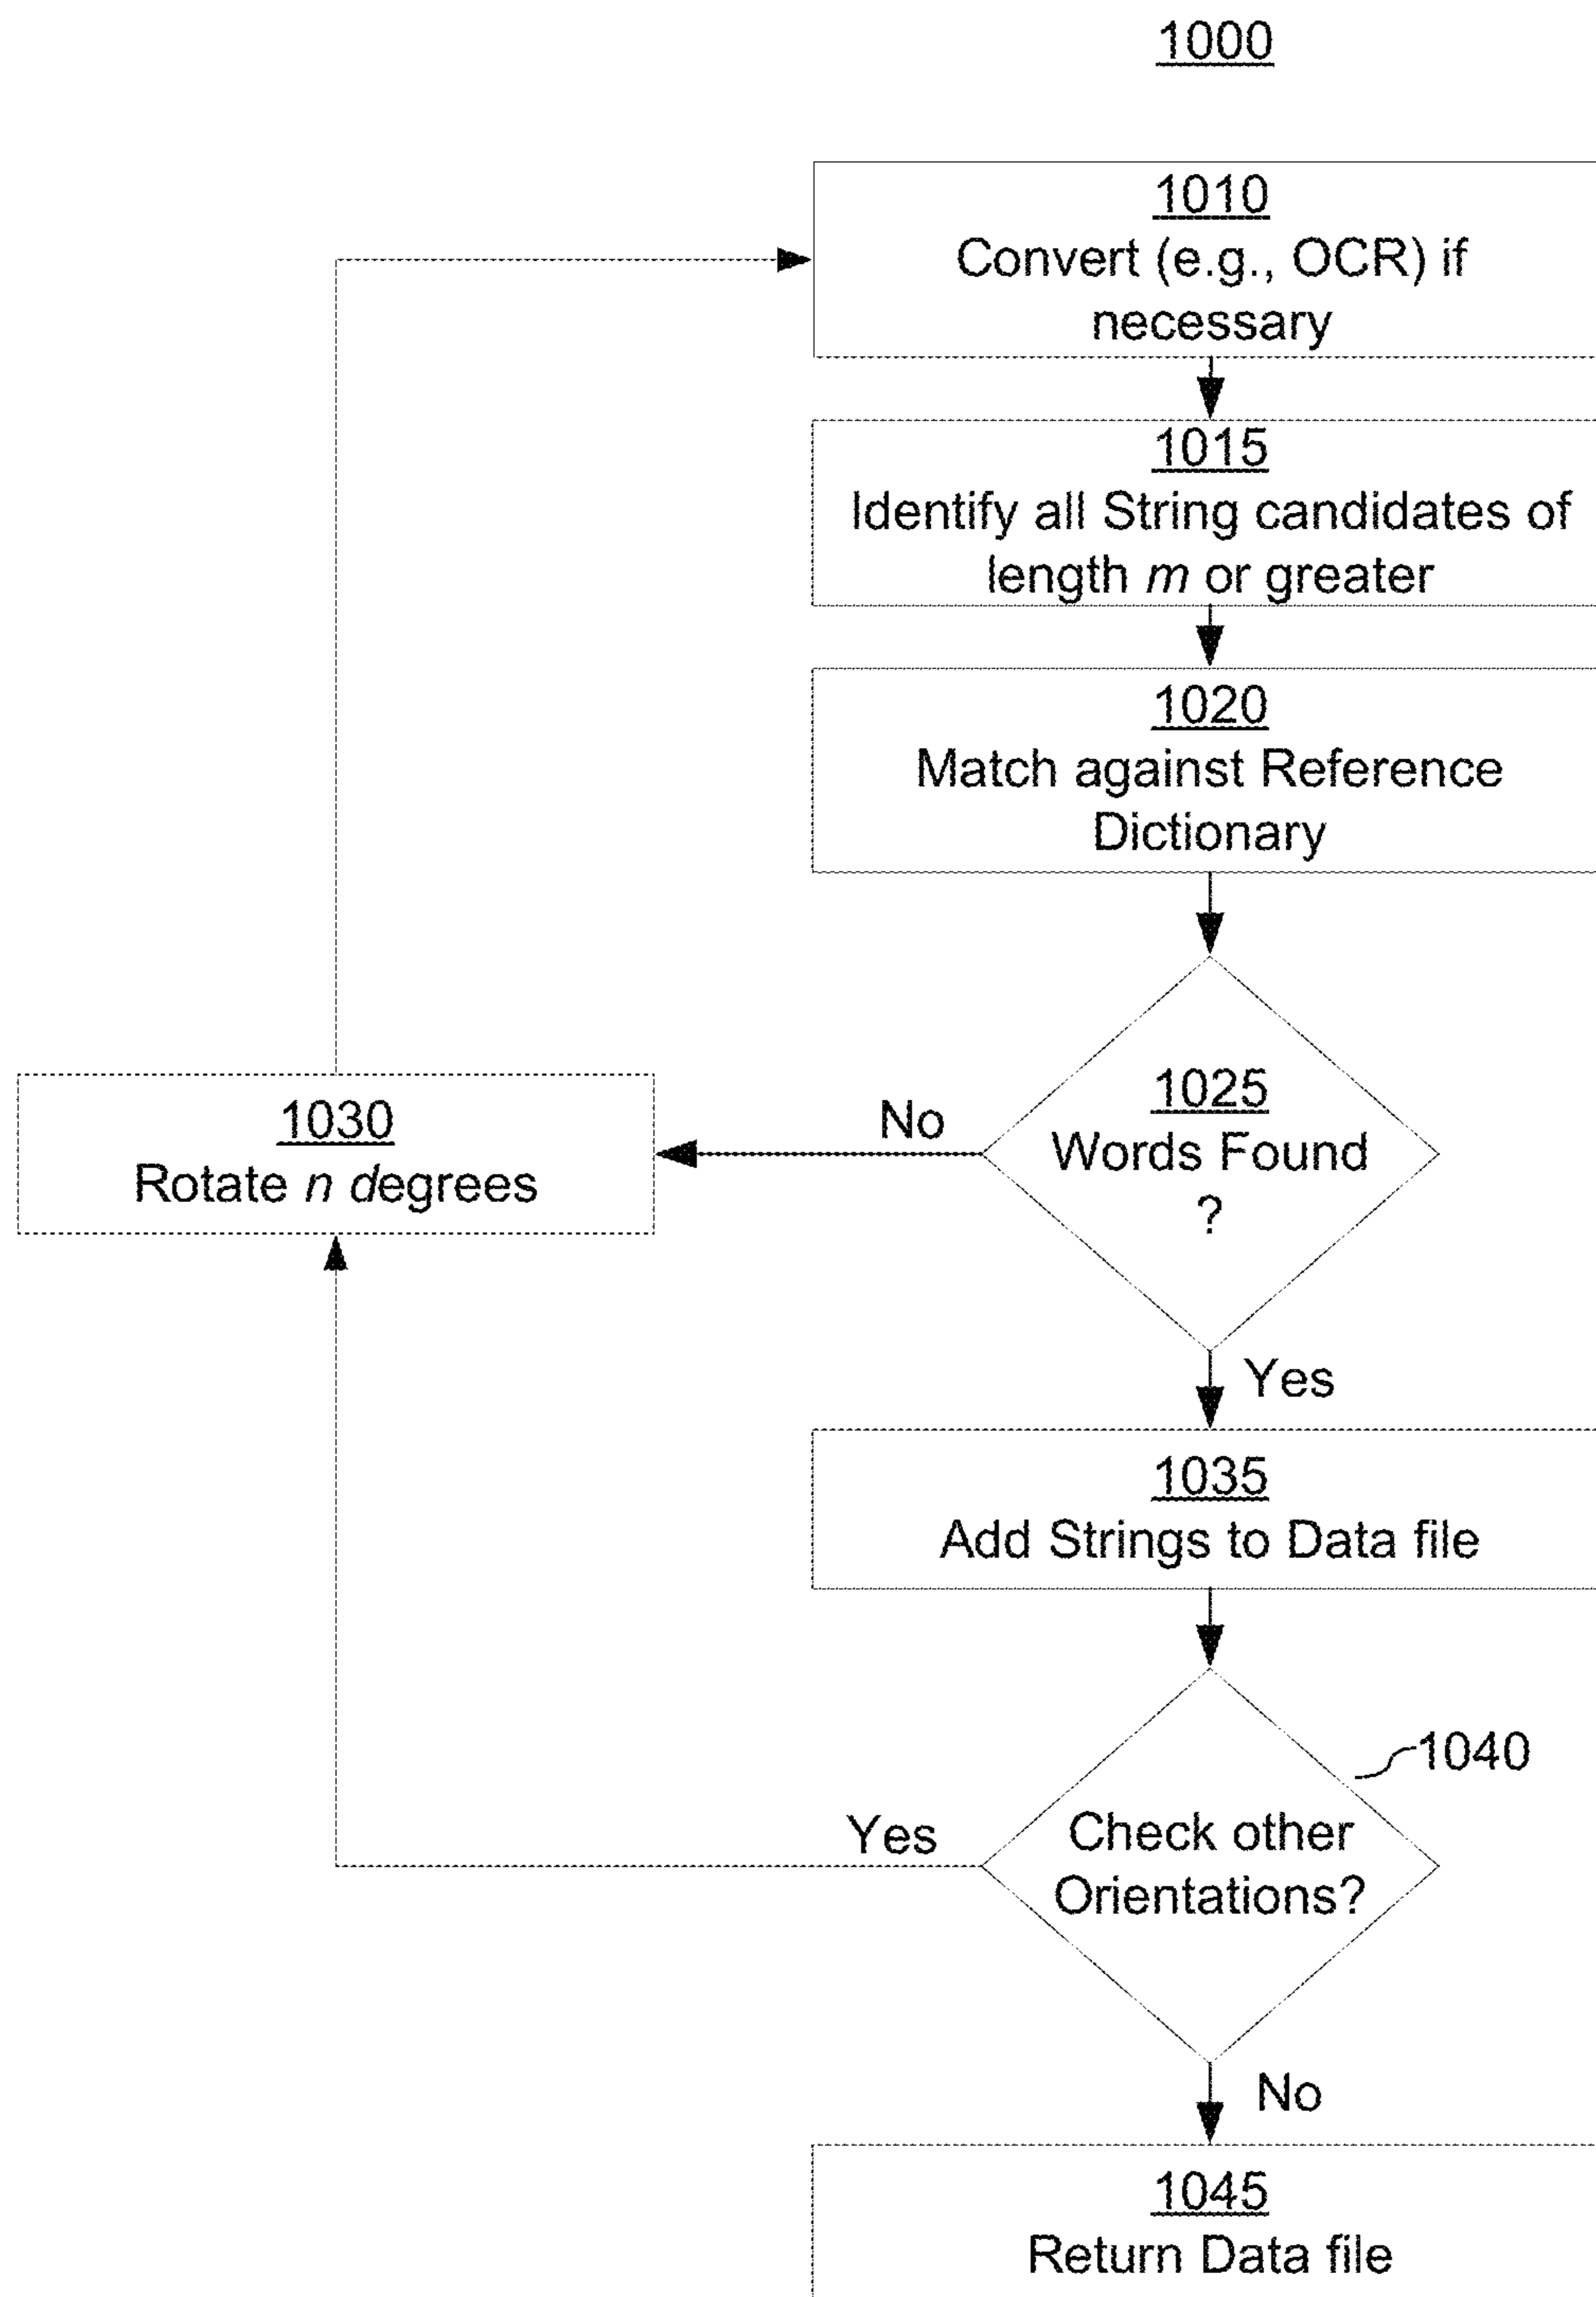 1000
1010
Convert (e.g., OCR) if
necessary
1015
Identify all String candidates of
length m or greater
1020
Match against Reference
Dictionary
1025
Words Found
?
No
1030
Rotate n degrees
Yes
1035
Add Strings to Data file
1040
Check other
Orientations?
Yes
No
1045
Return Data file